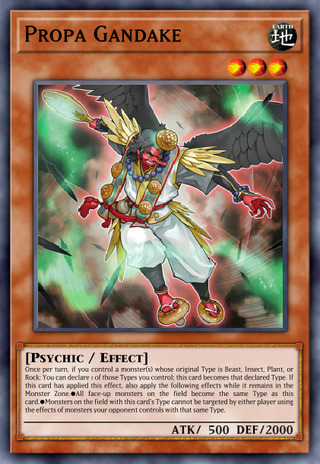 Propa Gandake
EARTH
地
[Psychic / Effect]
Once per turn, if you control a monster(s) whose original Type is Beast, Insect, Plant, or
Rock: You can declare 1 of those Types you control; this card becomes that declared Type. If
this card has applied this effect, also apply the following effects while it remains in the
Monster Zone.●All face-up monsters on the field become the same Type as this
card.●Monsters on the field with this card's Type cannot be targeted by either player using
the effects of monsters your opponent controls with that same Type.
ATK/ 500 DEF/2000